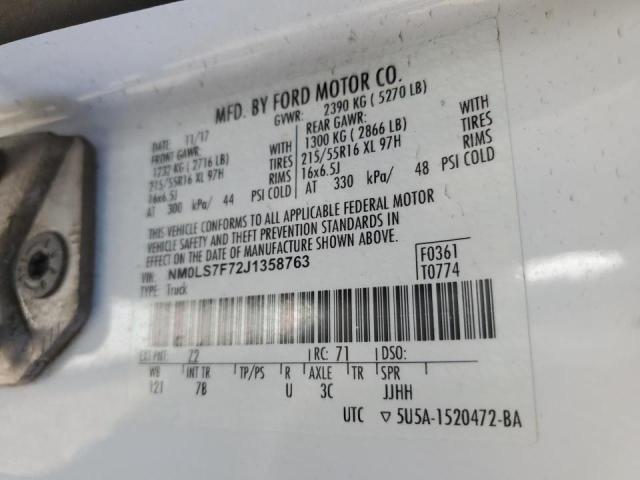 MFD. BY FORD MOTOR CO.
DATE: 11/17 GVWR: 2390 KG ( 5270 LB)
FRONT GAWR: WITH REAR GAWR: WITH
1232 KG ( 2716 LB) TIRES 1300 KG ( 2866 LB) TIRES
215/55R16 XL 97H RIMS 215/55R16 XL 97H RIMS
16x6.5J 16x6.5J
AT 300 kPa/ 44 PSI COLD AT 330 kPa/ 48 PSI COLD
THIS VEHICLE CONFORMS TO ALL APPLICABLE FEDERAL MOTOR
VEHICLE SAFETY AND THEFT PREVENTION STANDARDS IN
EFFECT ON THE DATE OF MANUFACTURE SHOWN ABOVE.
VIN: NM0LS7F72J1358763 F0361
TYPE: Truck T0774
EXT PNT: Z2 RC: 71 DSO:
WB INT TR TP/PS R AXLE TR SPR
121 7B U 3C JJHH
UTC ▽ 5U5A-1520472-BA